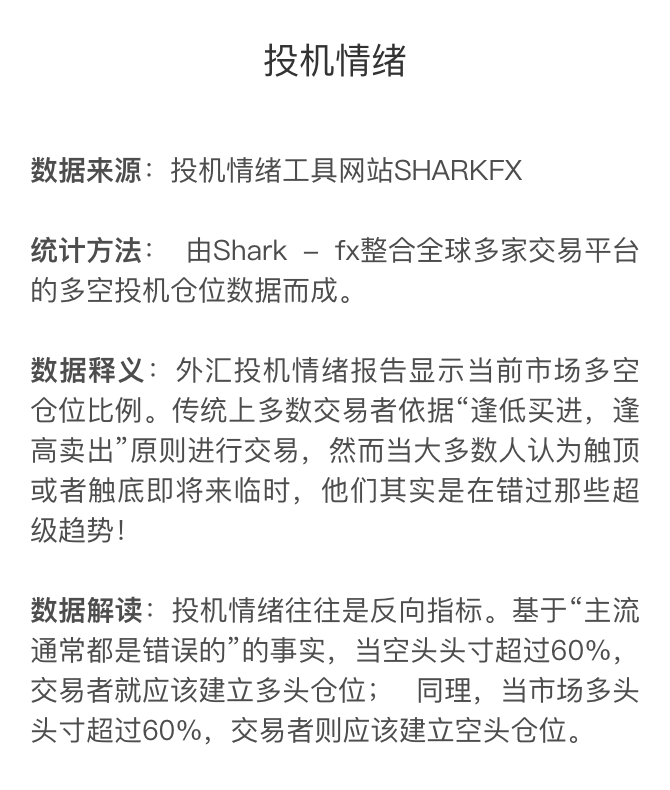 投机情绪
数据来源：投机情绪工具网站SHARKFX
统计方法： 由Shark – fx整合全球多家交易平台
的多空投机仓位数据而成。
数据释义：外汇投机情绪报告显示当前市场多空
仓位比例。传统上多数交易者依据“逢低买进，逢
高卖出”原则进行交易，然而当大多数人认为触顶
或者触底即将来临时，他们其实是在错过那些超
级趋势！
数据解读：投机情绪往往是反向指标。基于“主流
通常都是错误的”的事实，当空头头寸超过60%，
交易者就应该建立多头仓位； 同理，当市场多头
头寸超过60%，交易者则应该建立空头仓位。